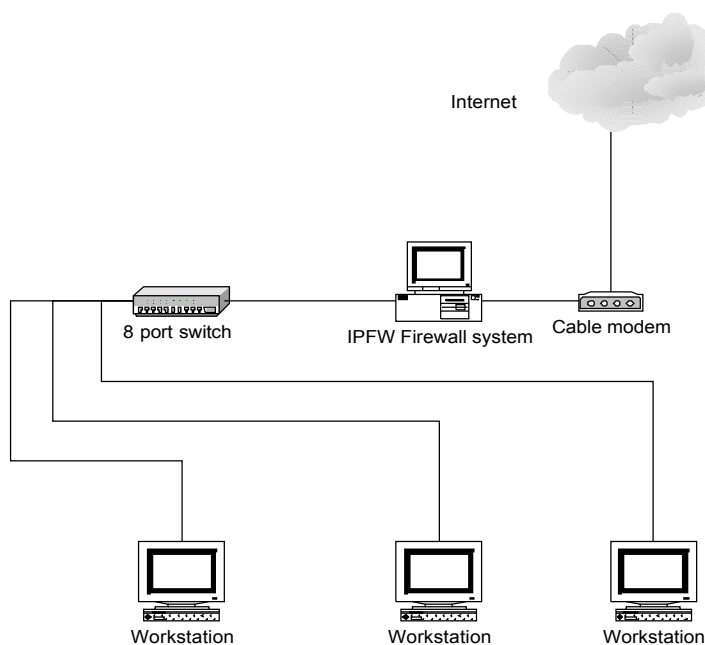 Internet
8 port switch
IPFW Firewall system
Cable modem
Workstation
Workstation
Workstation